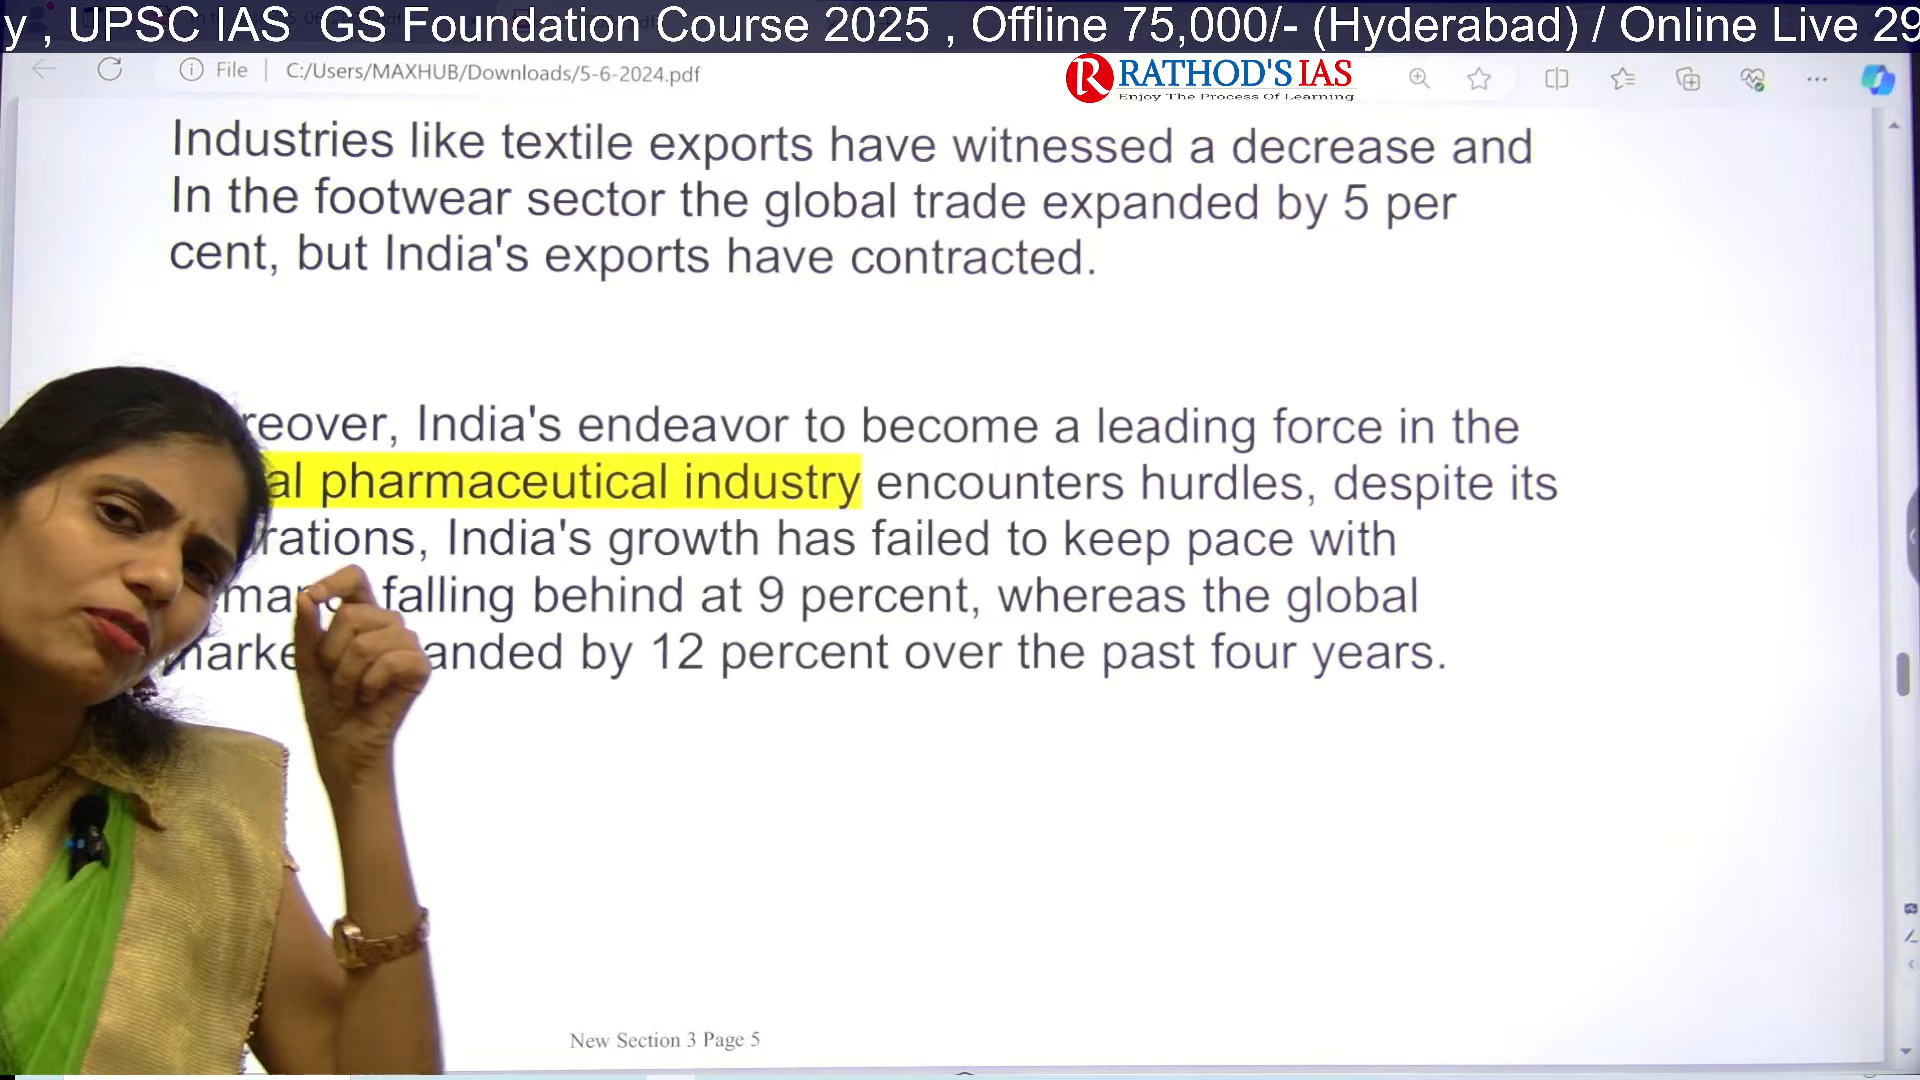 y , UPSC IAS GS Foundation Course 2025 , Offline 75,000/- (Hyderabad) / Online Live 29
File C:/Users/MAXHUB/Downloads/5-6-2024.pdf
RATHOD'S IAS
Enjoy The Process Of Learning
Industries like textile exports have witnessed a decrease and
In the footwear sector the global trade expanded by 5 per
cent, but India's exports have contracted.
reover, India's endeavor to become a leading force in the
al pharmaceutical industry encounters hurdles, despite its
rations, India's growth has failed to keep pace with
falling behind at 9 percent, whereas the global
anded by 12 percent over the past four years.
New Section 3 Page 5